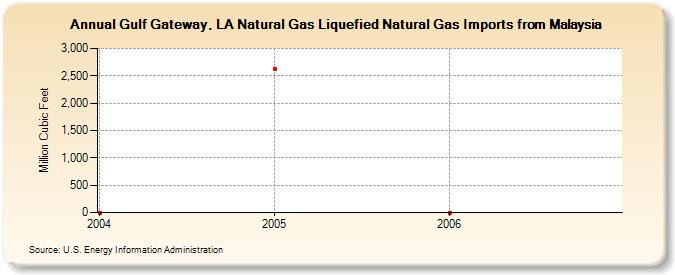 Annual Gulf Gateway, LA Natural Gas Liquefied Natural Gas Imports from Malaysia
Million Cubic Feet
3,000
2,500
2,000
1,500
1,000
500
0
2004 2005 2006
Source: U.S. Energy Information Administration